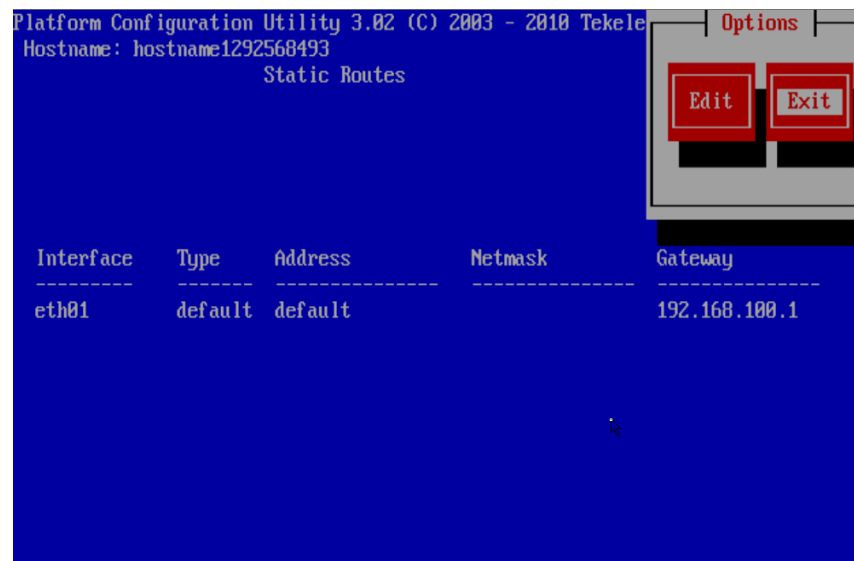 Platform Configuration Utility 3.02 (C) 2003 - 2010 Tekele
Options
Hostname: hostname1292568493
Static Routes
Edit Exit
Interface Type Address Netmask Gateway
--------- ------- --------------- --------------- ---------------
eth01 default default 192.168.100.1